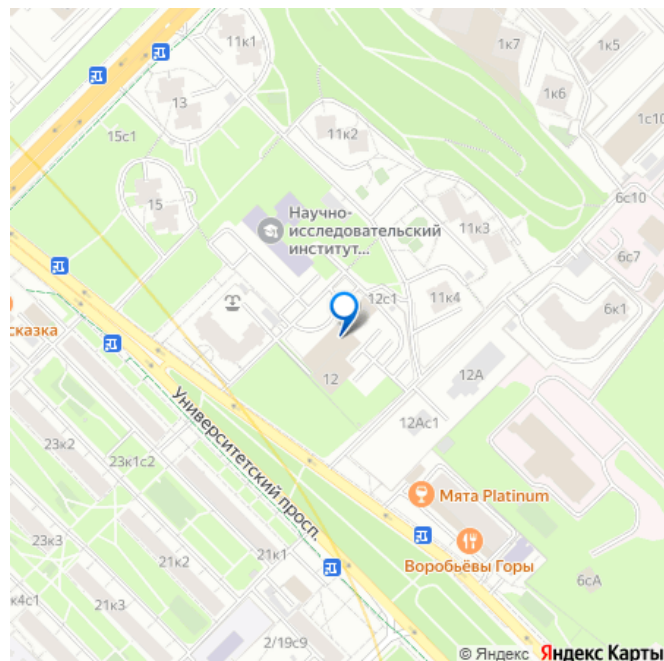 11к1
1к7
1к5
1к6
13
1с10
15с1
11к2
15
Научно-
исследовательский
институт...
6с10
11к3
6с7
12с1
11к4
6к1
сказка
12
12А
12Ас1
Университетский просп.
23к2
23к1с2
Мята Platinum
23к3
21к2
21к1
Воробьёвы Горы
6сА
к4с1
21к3
2/19с9
© Яндекс Яндекс Карты